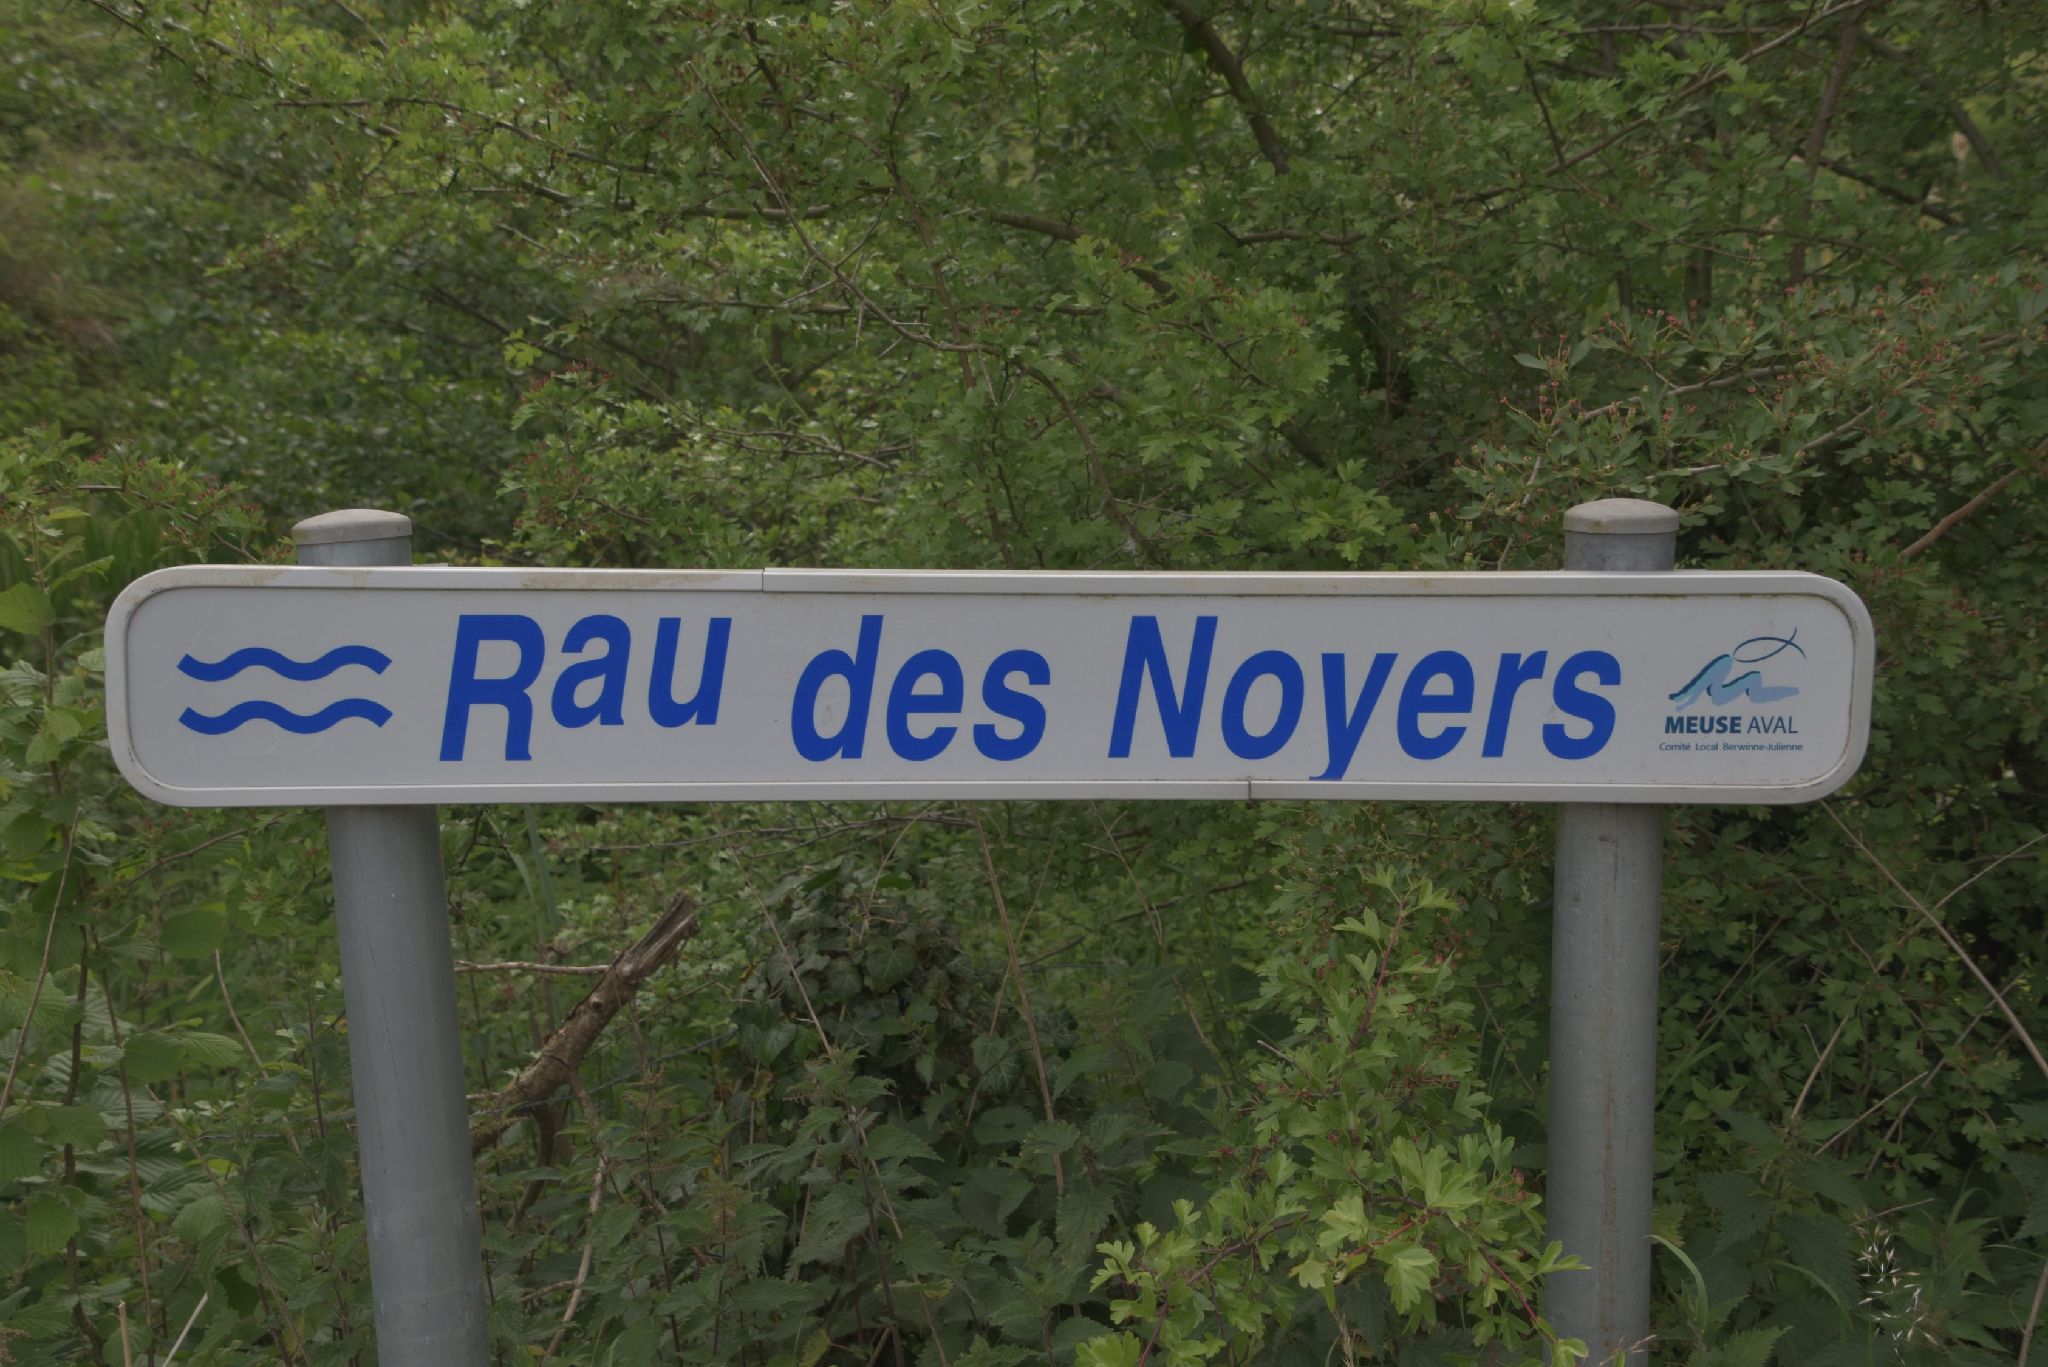 Rau des Noyers
MEUSE AVAL
Comité Local Berwinne-Julienne